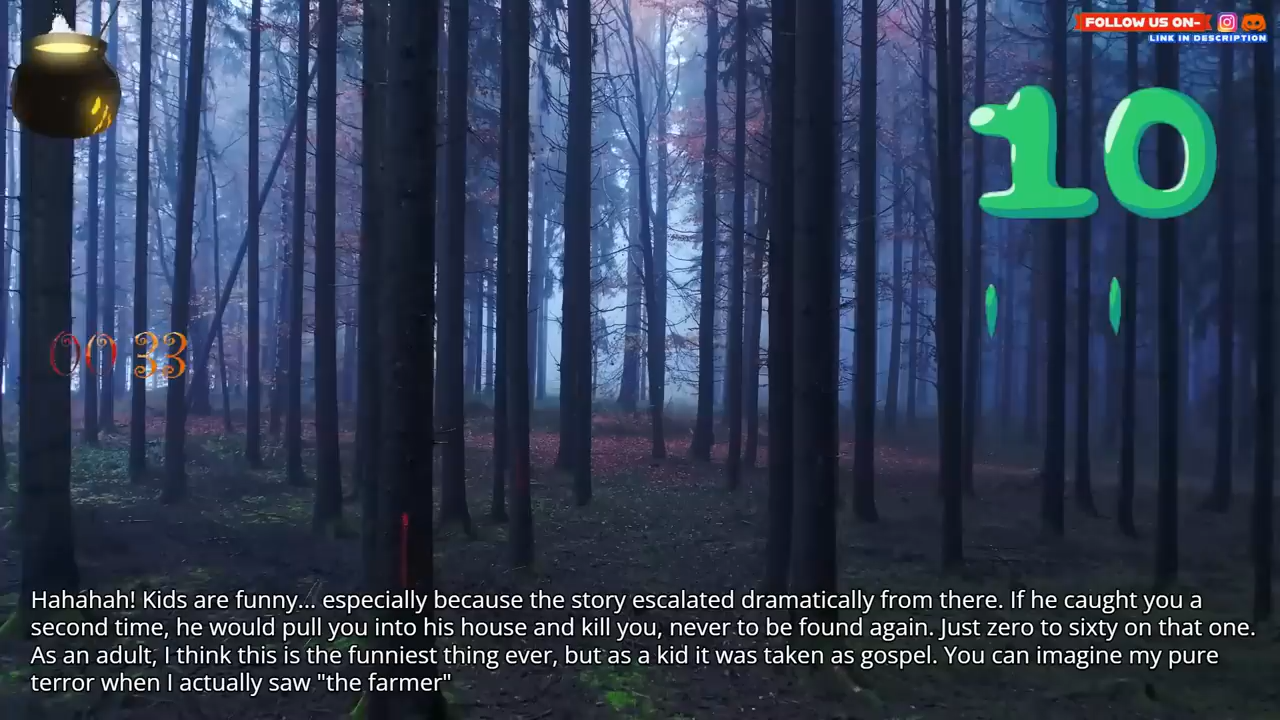 FOLLOW US ON-
LINK IN DESCRIPTION
10
00 33
Hahahah! Kids are funny... especially because the story escalated dramatically from there. If he caught you a
second time, he would pull you into his house and kill you, never to be found again. Just zero to sixty on that one.
As an adult, I think this is the funniest thing ever, but as a kid it was taken as gospel. You can imagine my pure
terror when I actually saw "the farmer"